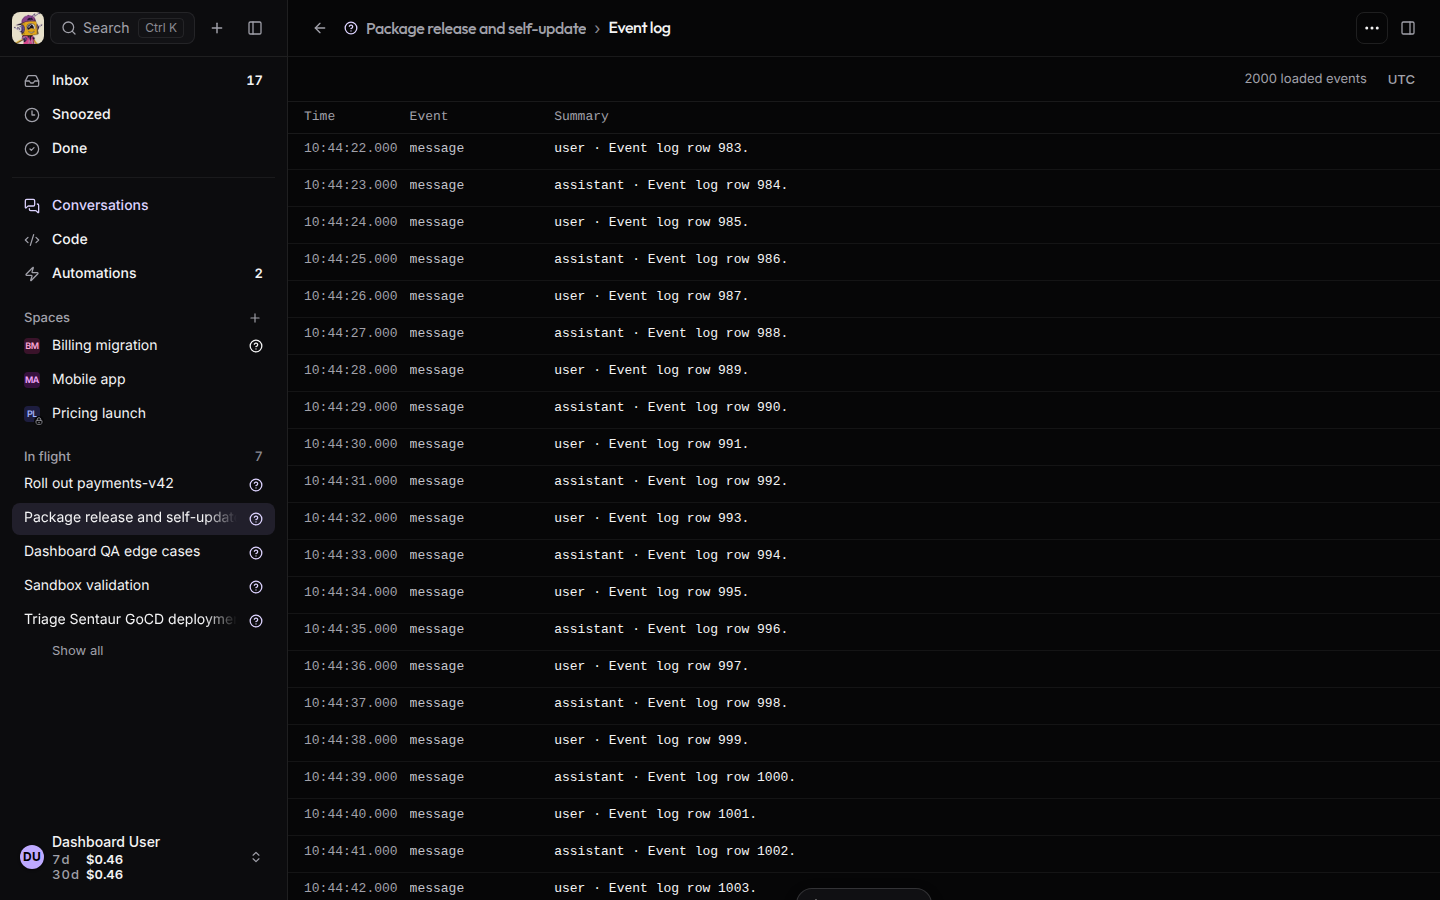 Search Ctrl K
Inbox 17
Snoozed
Done
Conversations
Code
Automations 2
Spaces
BM Billing migration
MA Mobile app
PL Pricing launch
In flight 7
Roll out payments-v42
Package release and self-updat
Dashboard QA edge cases
Sandbox validation
Triage Sentaur GoCD deployme
Show all
DU Dashboard User
7d $0.46
30d $0.46
Package release and self-update › Event log
2000 loaded events UTC
Time Event Summary
10:44:22.000 message user · Event log row 983.
10:44:23.000 message assistant · Event log row 984.
10:44:24.000 message user · Event log row 985.
10:44:25.000 message assistant · Event log row 986.
10:44:26.000 message user · Event log row 987.
10:44:27.000 message assistant · Event log row 988.
10:44:28.000 message user · Event log row 989.
10:44:29.000 message assistant · Event log row 990.
10:44:30.000 message user · Event log row 991.
10:44:31.000 message assistant · Event log row 992.
10:44:32.000 message user · Event log row 993.
10:44:33.000 message assistant · Event log row 994.
10:44:34.000 message user · Event log row 995.
10:44:35.000 message assistant · Event log row 996.
10:44:36.000 message user · Event log row 997.
10:44:37.000 message assistant · Event log row 998.
10:44:38.000 message user · Event log row 999.
10:44:39.000 message assistant · Event log row 1000.
10:44:40.000 message user · Event log row 1001.
10:44:41.000 message assistant · Event log row 1002.
10:44:42.000 message user · Event log row 1003.